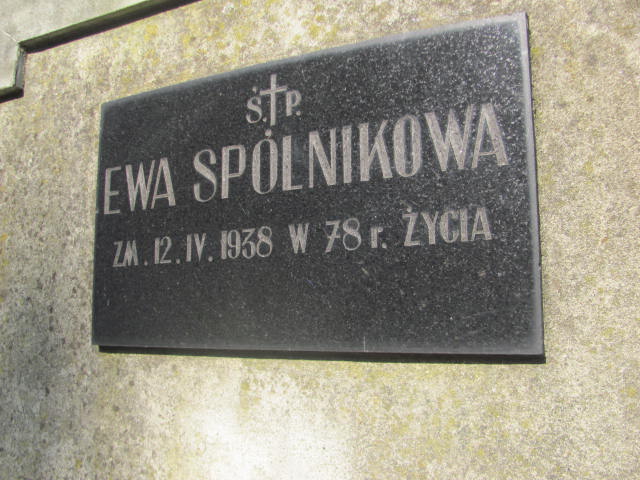 Ś.†P.
EWA SPÓLNIKOWA
ZM. 12. IV. 1938 W 78 r. ŻYCIA